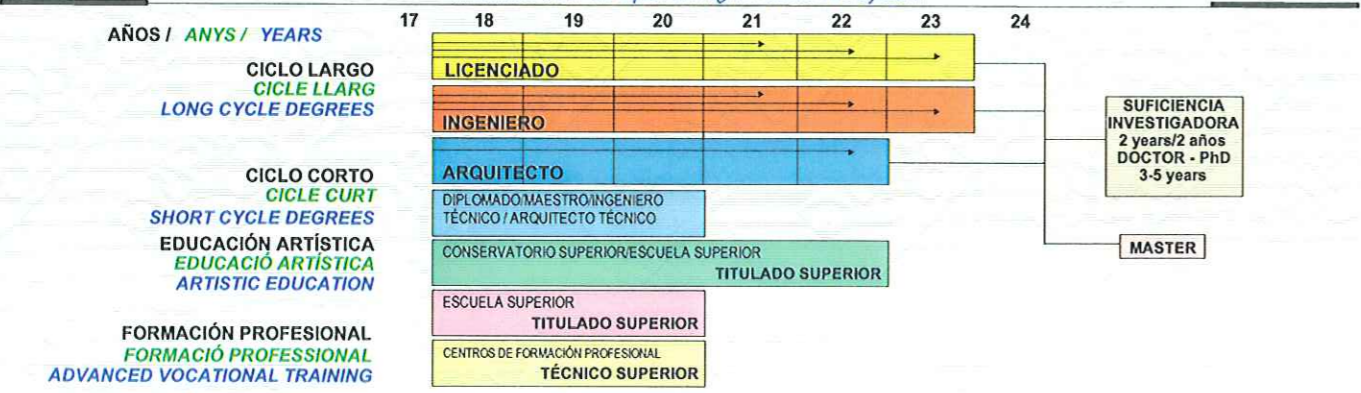 17 18 19 20 21 22 23 24
AÑOS / ANYS / YEARS
CICLO LARGO
CICLE LLARG
LONG CYCLE DEGREES
LICENCIADO
INGENIERO
ARQUITECTO
CICLO CORTO
CICLE CURT
SHORT CYCLE DEGREES
DIPLOMADO/MAESTRO/INGENIERO
TÉCNICO / ARQUITECTO TÉCNICO
EDUCACIÓN ARTÍSTICA
EDUCACIÓ ARTÍSTICA
ARTISTIC EDUCATION
CONSERVATORIO SUPERIOR/ESCUELA SUPERIOR
TITULADO SUPERIOR
ESCUELA SUPERIOR
TITULADO SUPERIOR
FORMACIÓN PROFESIONAL
FORMACIÓ PROFESSIONAL
ADVANCED VOCATIONAL TRAINING
CENTROS DE FORMACIÓN PROFESIONAL
TÉCNICO SUPERIOR
SUFICIENCIA
INVESTIGADORA
2 years/2 años
DOCTOR - PhD
3-5 years
MASTER